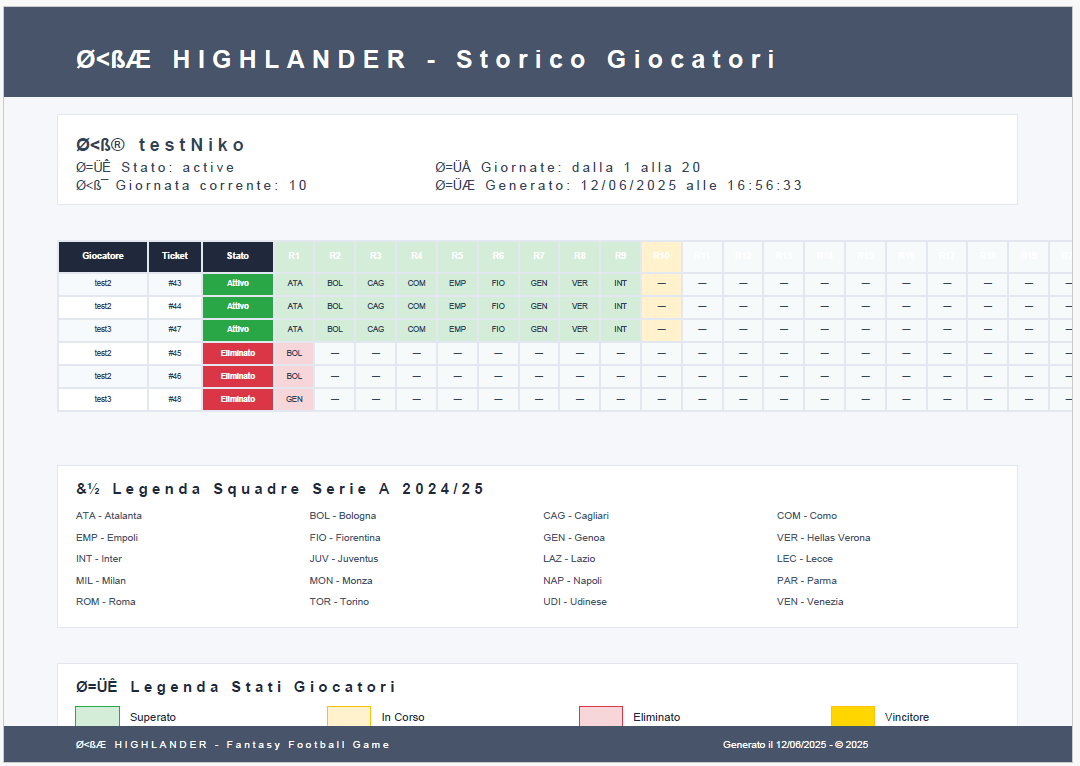 Ø<ßÆ HIGHLANDER - Storico Giocatori
Ø<ß® testNiko
Ø=ÜÊ Stato: active Ø=ÜÅ Giornate: dalla 1 alla 20
Ø<ß¯ Giornata corrente: 10 Ø=ÜÆ Generato: 12/06/2025 alle 16:56:33
Giocatore Ticket Stato R1 R2 R3 R4 R5 R6 R7 R8 R9 R10 R11 R12 R13 R14 R15 R16 R17 R18 R19
test2 #43 Attivo ATA BOL CAG COM EMP FIO GEN VER INT — — — — — — — — — — —
test2 #44 Attivo ATA BOL CAG COM EMP FIO GEN VER INT — — — — — — — — — — —
test3 #47 Attivo ATA BOL CAG COM EMP FIO GEN VER INT — — — — — — — — — — —
test2 #45 Eliminato BOL — — — — — — — — — — — — — — — — — — —
test2 #46 Eliminato BOL — — — — — — — — — — — — — — — — — — —
test3 #48 Eliminato GEN — — — — — — — — — — — — — — — — — — —
&½ Legenda Squadre Serie A 2024/25
ATA - Atalanta BOL - Bologna CAG - Cagliari COM - Como
EMP - Empoli FIO - Fiorentina GEN - Genoa VER - Hellas Verona
INT - Inter JUV - Juventus LAZ - Lazio LEC - Lecce
MIL - Milan MON - Monza NAP - Napoli PAR - Parma
ROM - Roma TOR - Torino UDI - Udinese VEN - Venezia
Ø=ÜÊ Legenda Stati Giocatori
Superato In Corso Eliminato Vincitore
Ø<ßÆ HIGHLANDER - Fantasy Football Game Generato il 12/06/2025 - © 2025